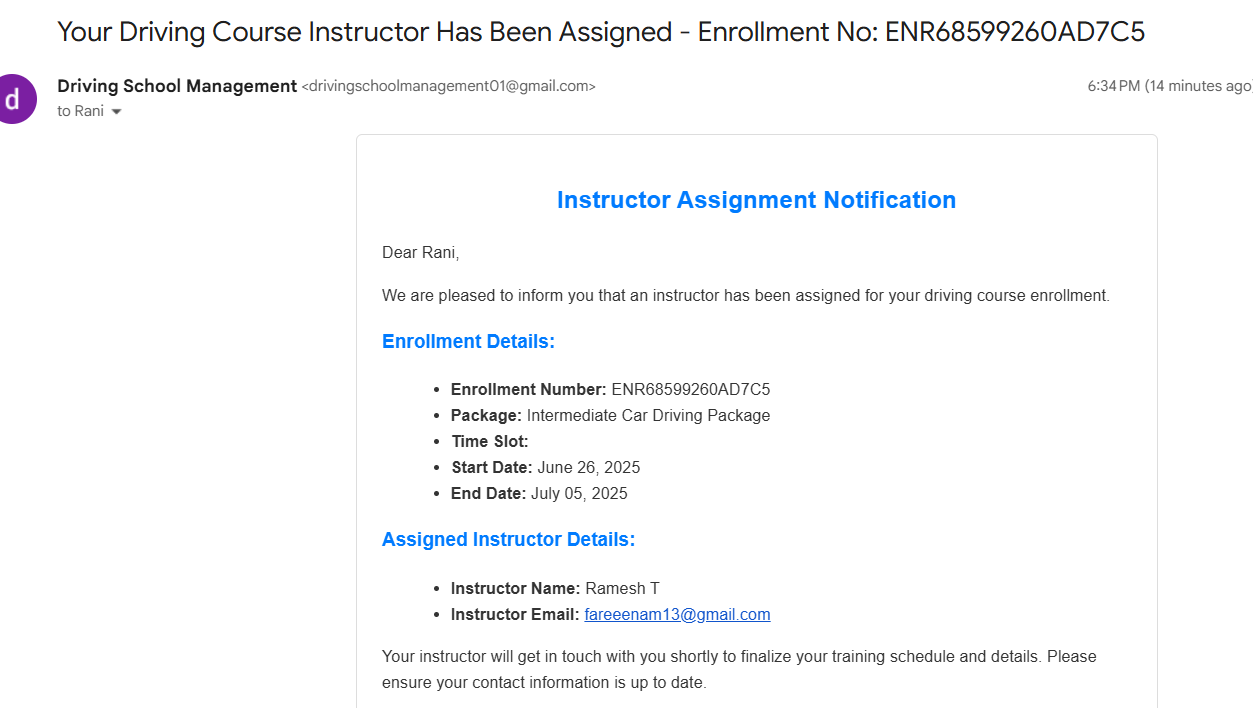 Your Driving Course Instructor Has Been Assigned - Enrollment No: ENR68599260AD7C5
Driving School Management <drivingschoolmanagement01@gmail.com>
6:34 PM (14 minutes ago)
d
to Rani
Instructor Assignment Notification
Dear Rani,
We are pleased to inform you that an instructor has been assigned for your driving course enrollment.
Enrollment Details:
• Enrollment Number: ENR68599260AD7C5
• Package: Intermediate Car Driving Package
• Time Slot:
• Start Date: June 26, 2025
• End Date: July 05, 2025
Assigned Instructor Details:
• Instructor Name: Ramesh T
• Instructor Email: fareeenam13@gmail.com
Your instructor will get in touch with you shortly to finalize your training schedule and details. Please
ensure your contact information is up to date.